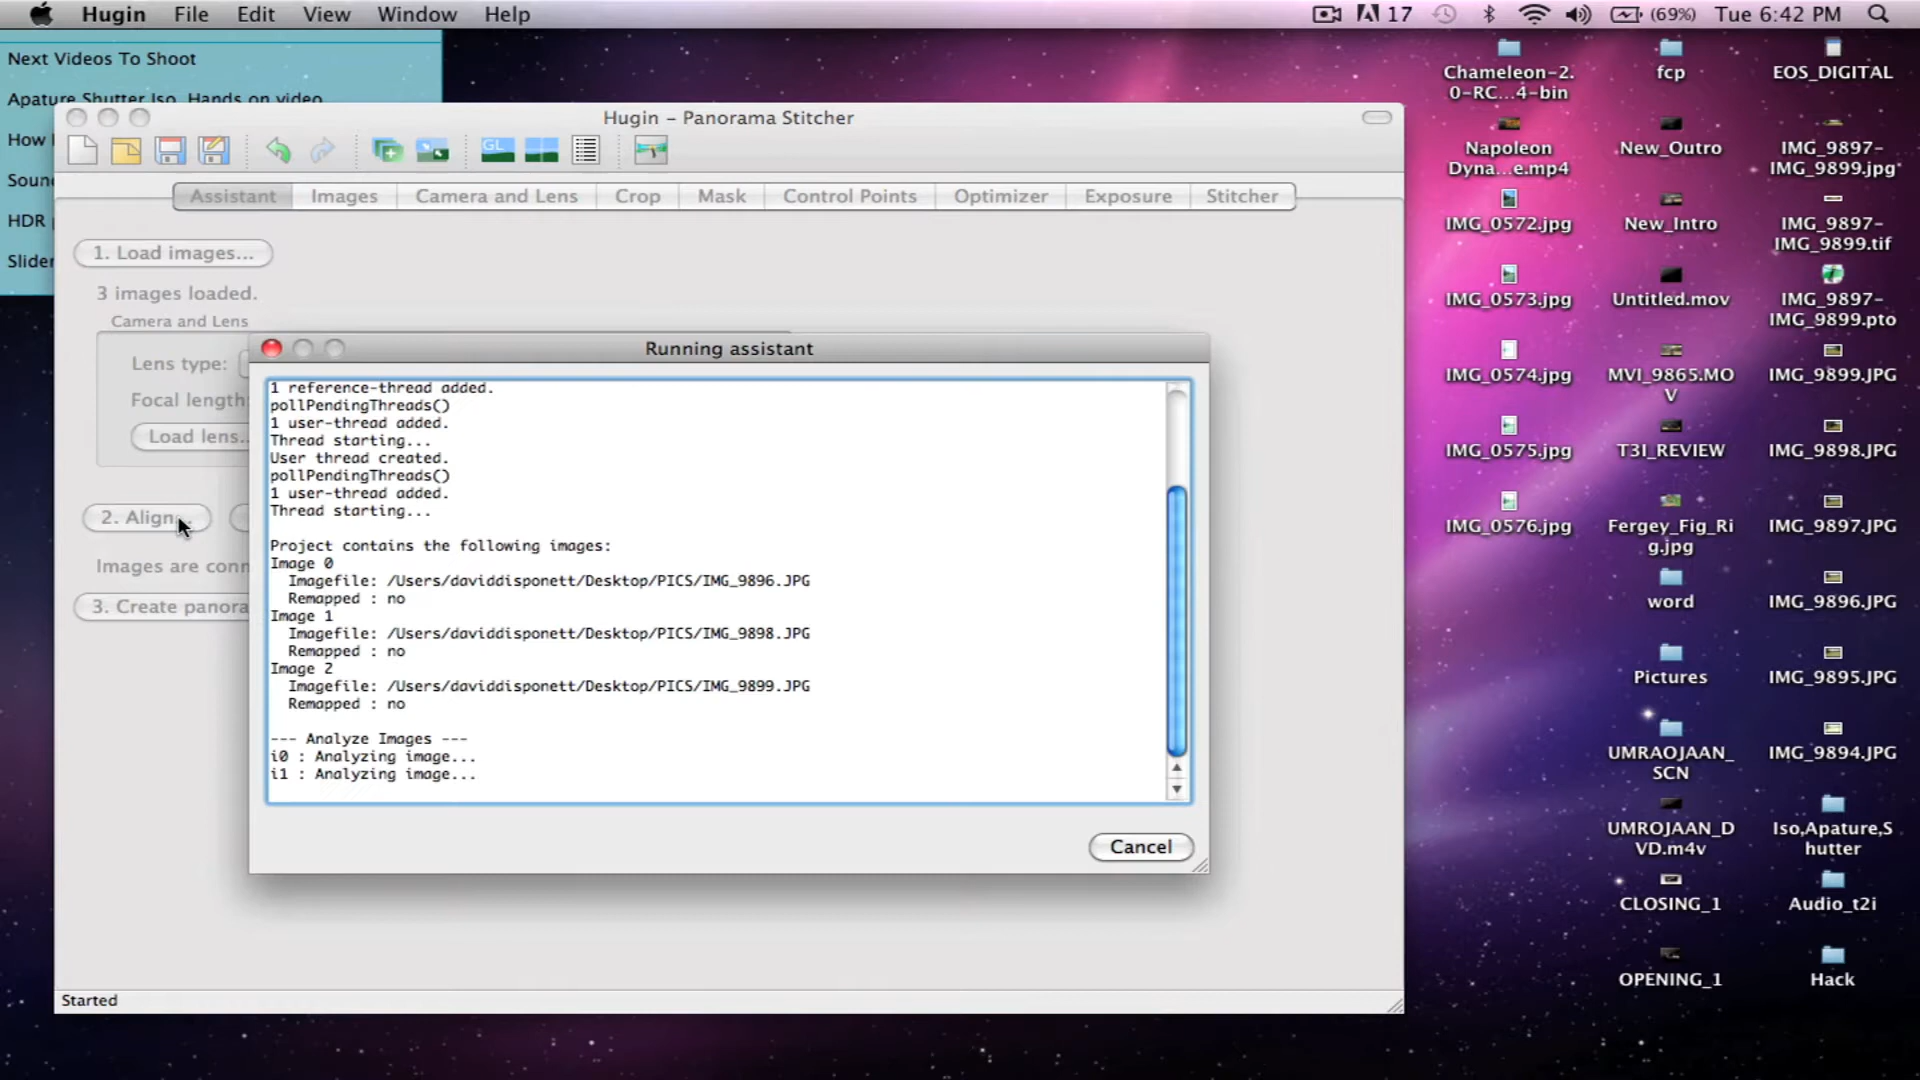 Hugin File Edit View Window Help 17 (69%) Tue 6:42 PM
Next Videos To Shoot
Apature Shutter Iso Hands on video
How
Soun
HDR
Slider
Hugin – Panorama Stitcher
GL
Assistant Images Camera and Lens Crop Mask Control Points Optimizer Exposure Stitcher
1. Load images...
3 images loaded.
Camera and Lens
Lens type:
Focal length:
Load lens..
2. Align..
Images are conn
3. Create panora
Started
Running assistant
1 reference-thread added.
pollPendingThreads()
1 user-thread added.
Thread starting...
User thread created.
pollPendingThreads()
1 user-thread added.
Thread starting...
Project contains the following images:
Image 0
Imagefile: /Users/daviddisponett/Desktop/PICS/IMG_9896.JPG
Remapped : no
Image 1
Imagefile: /Users/daviddisponett/Desktop/PICS/IMG_9898.JPG
Remapped : no
Image 2
Imagefile: /Users/daviddisponett/Desktop/PICS/IMG_9899.JPG
Remapped : no
--- Analyze Images ---
i0 : Analyzing image...
i1 : Analyzing image...
Cancel
Chameleon-2.
0-RC...4-bin
Napoleon
Dyna...e.mp4
IMG_0572.jpg
IMG_0573.jpg
IMG_0574.jpg
IMG_0575.jpg
IMG_0576.jpg
fcp
New_Outro
New_Intro
Untitled.mov
MVI_9865.MO
V
T3I_REVIEW
Fergey_Fig_Ri
g.jpg
word
Pictures
UMRAOJAAN_
SCN
UMROJAAN_D
VD.m4v
CLOSING_1
OPENING_1
EOS_DIGITAL
IMG_9897-
IMG_9899.jpg
IMG_9897-
IMG_9899.tif
IMG_9897-
IMG_9899.pto
IMG_9899.JPG
IMG_9898.JPG
IMG_9897.JPG
IMG_9896.JPG
IMG_9895.JPG
IMG_9894.JPG
Iso,Apature,S
hutter
Audio_t2i
Hack